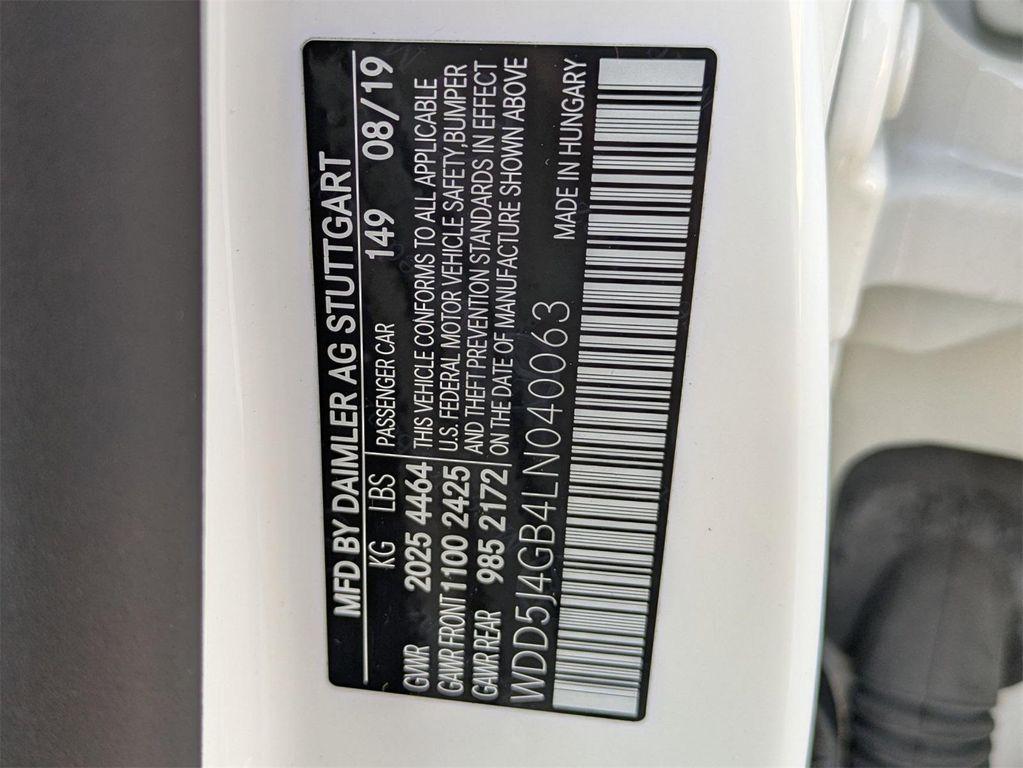 MFD BY DAIMLER AG STUTTGART
KG LBS PASSENGER CAR 149 08/19
GWR 2025 4464 THIS VEHICLE CONFORMS TO ALL APPLICABLE
GAWR FRONT 1100 2425 U.S. FEDERAL MOTOR VEHICLE SAFETY,BUMPER
GAWR REAR 985 2172 AND THEFT PREVENTION STANDARDS IN EFFECT
ON THE DATE OF MANUFACTURE SHOWN ABOVE
WDD5J4GB4LN040063 MADE IN HUNGARY